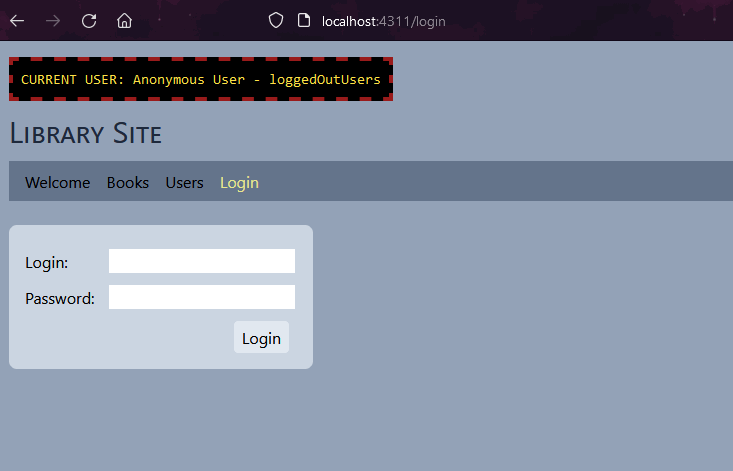 localhost:4311/login
CURRENT USER: Anonymous User - loggedOutUsers
Library Site
Welcome Books Users Login
Login:
Password:
Login